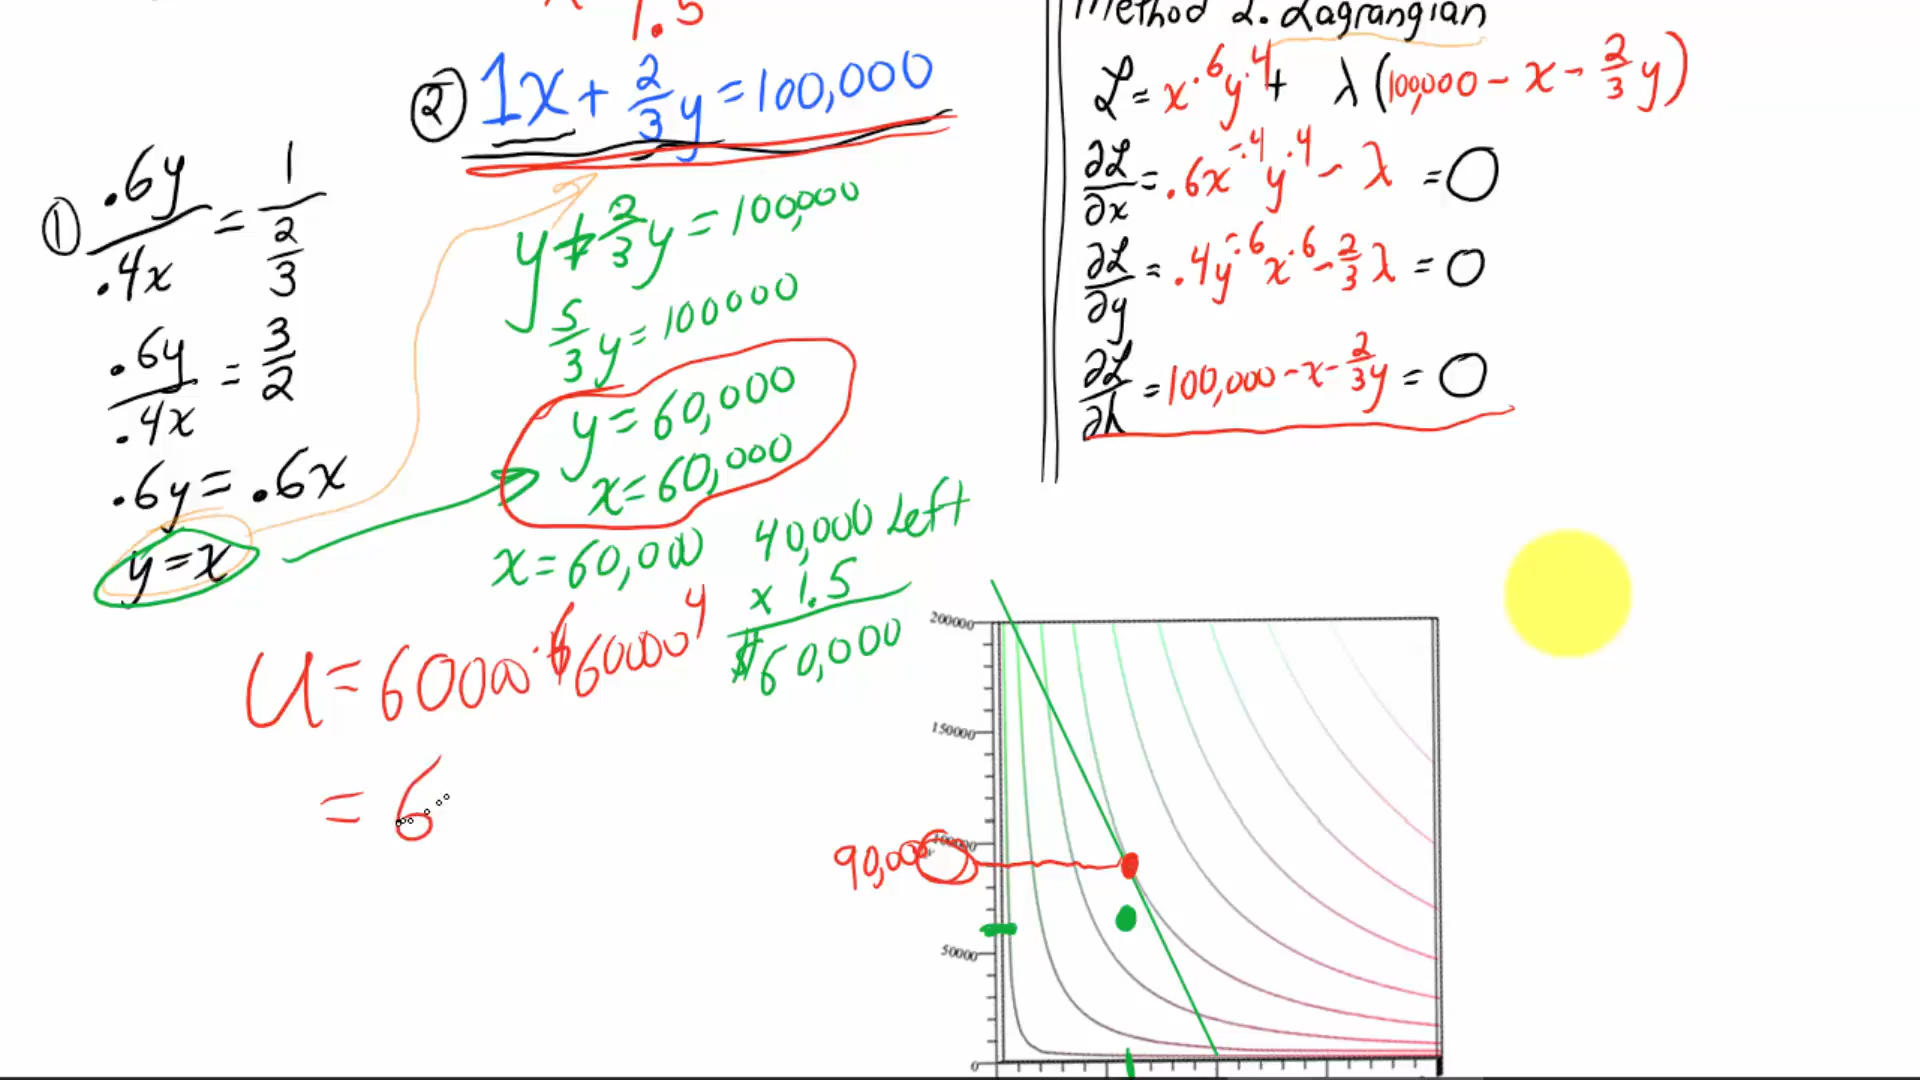 1.5
② 1x + 2/3 y = 100,000
① .6y/.4x = 1/(2/3)
.6y/.4x = 3/2
.6y = .6x
y = x
y + 2/3 y = 100,000
5/3 y = 100000
y = 60,000
x = 60,000
x = 60,000
40,000 Left
x 1.5
$60,000
U = 60000^.6 60000^.4
= 6
Method 2. Lagrangian
ℒ = x^.6 y^.4 + λ(100,000 - x - 2/3 y)
∂ℒ/∂x = .6x^-.4 y^.4 - λ = 0
∂ℒ/∂y = .4y^-.6 x^.6 - 2/3 λ = 0
∂ℒ/∂λ = 100,000 - x - 2/3 y = 0
200000
150000
100000
90,000
50000
0